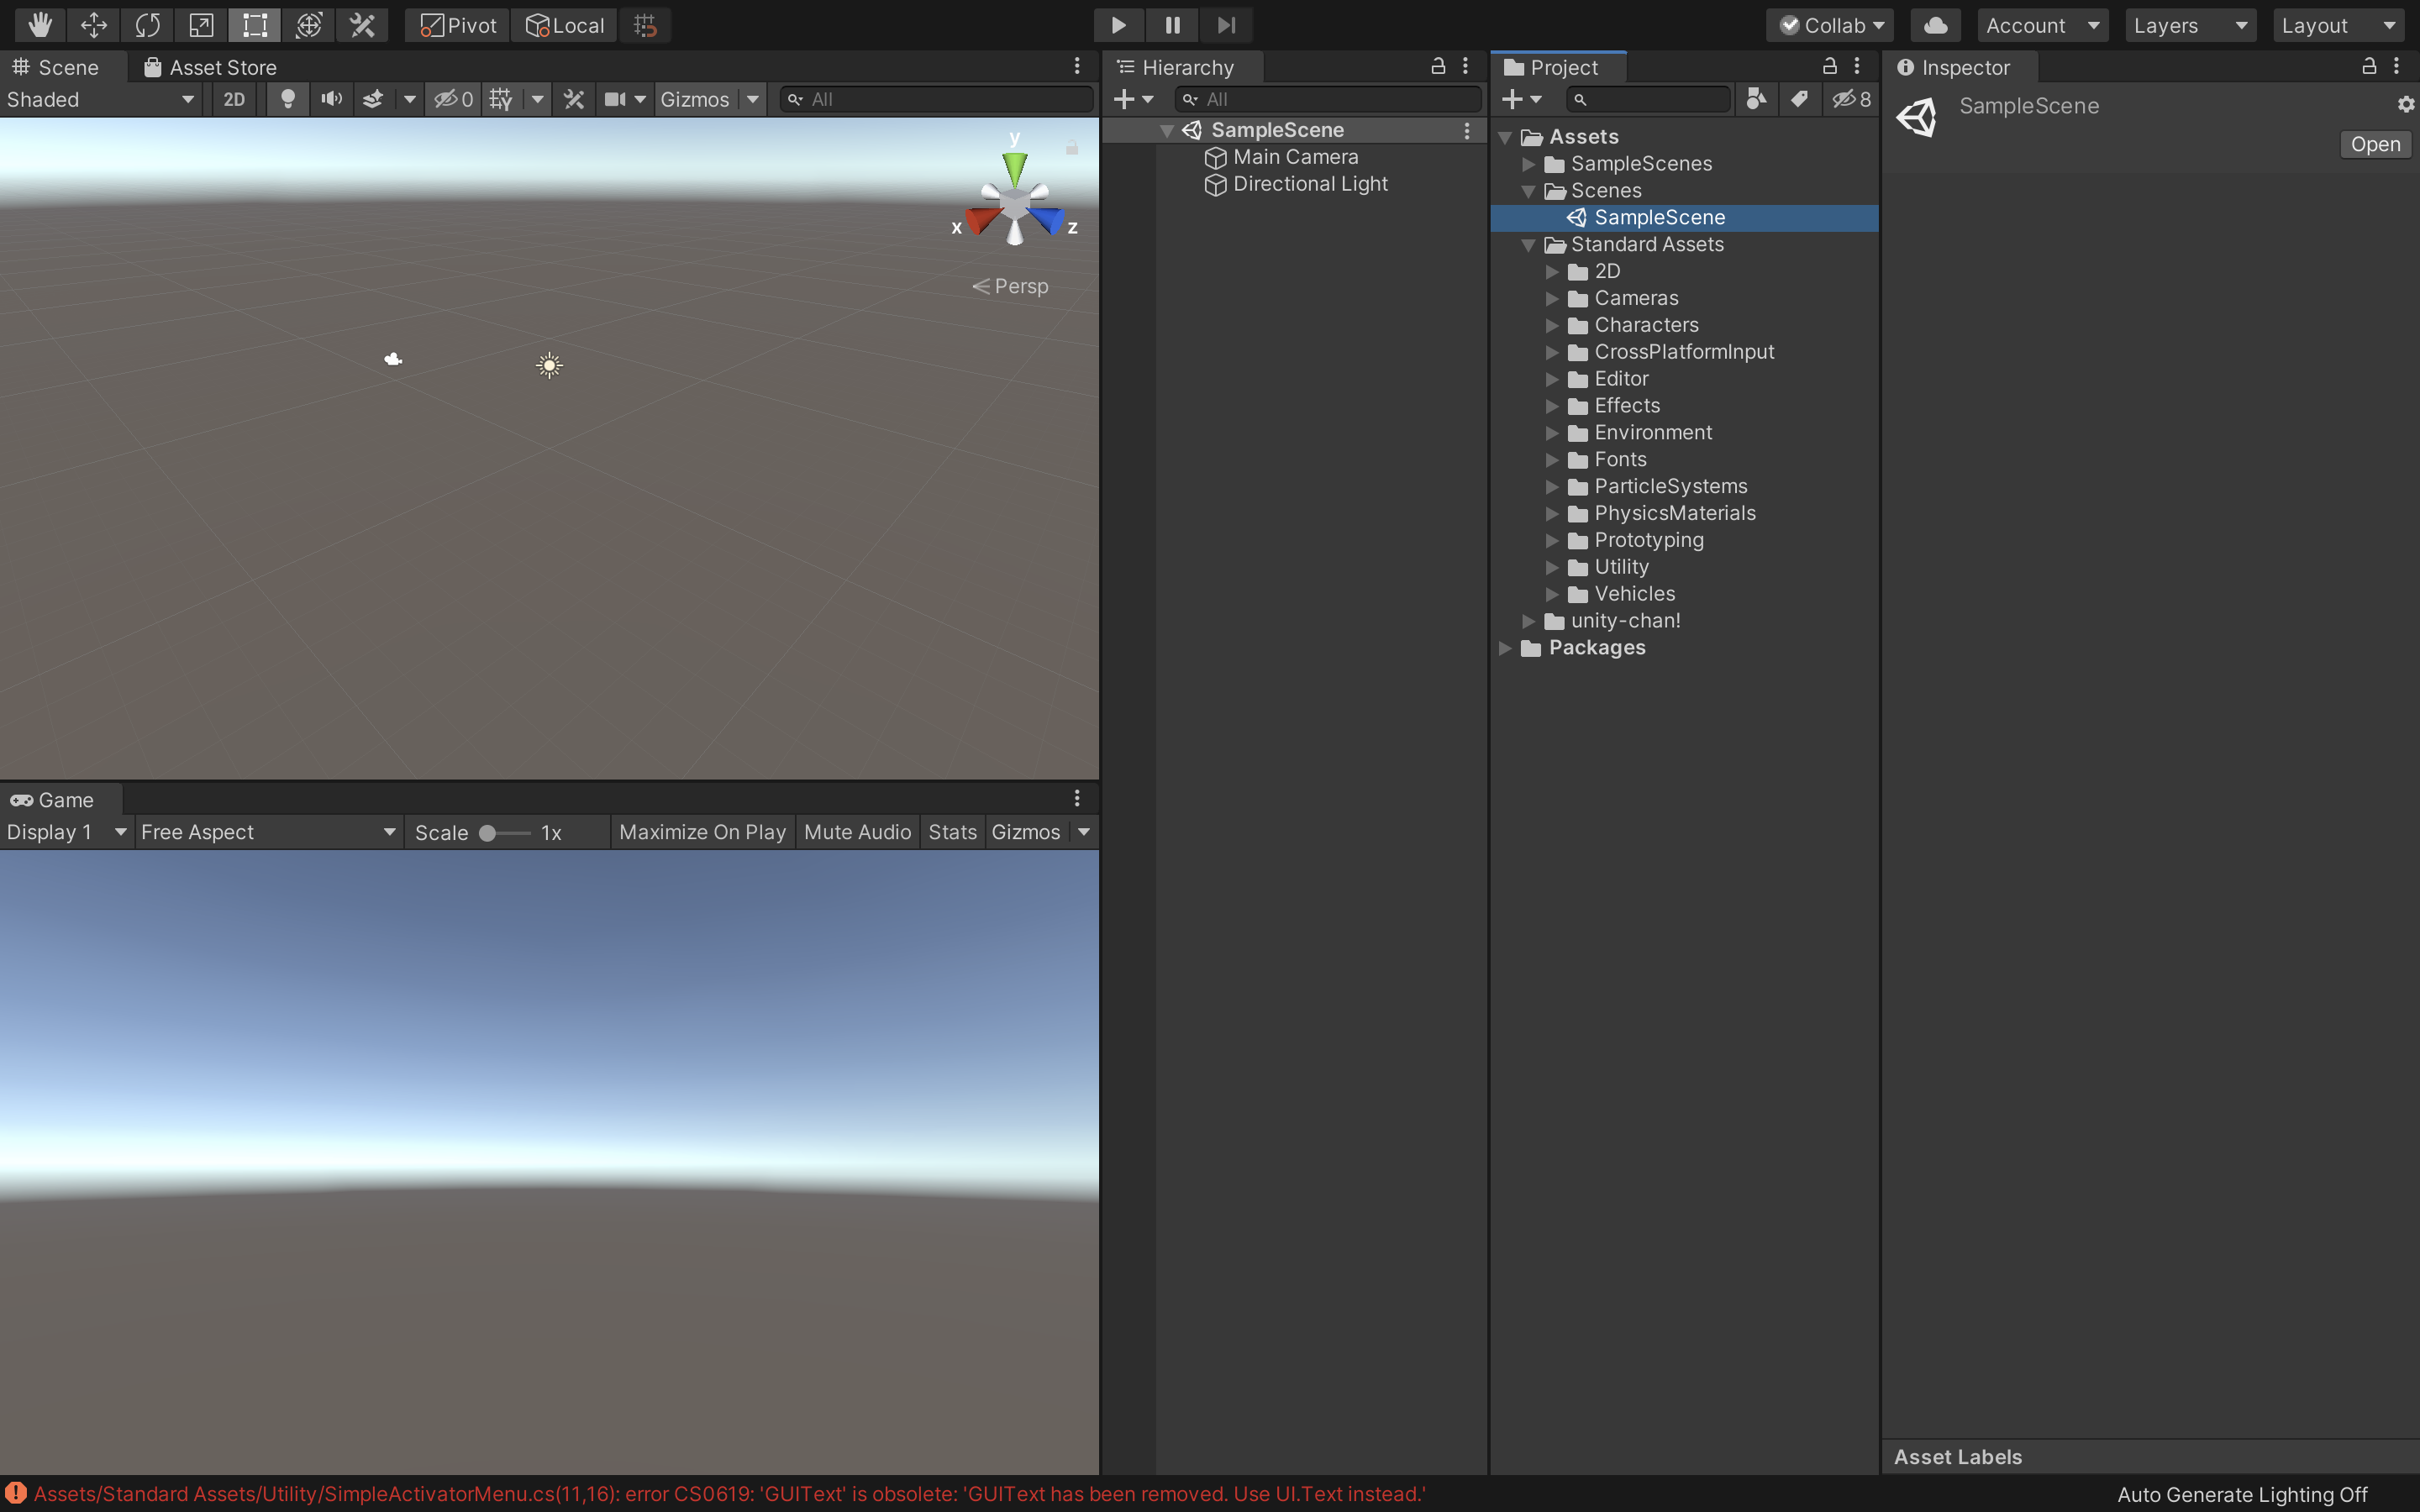 Pivot Local Collab Account Layers Layout
Scene Asset Store
Shaded 2D 0 Gizmos All
y
x z
Persp
Game
Display 1 Free Aspect Scale 1x Maximize On Play Mute Audio Stats Gizmos
Hierarchy
All
SampleScene
Main Camera
Directional Light
Project
8
Assets
SampleScenes
Scenes
SampleScene
Standard Assets
2D
Cameras
Characters
CrossPlatformInput
Editor
Effects
Environment
Fonts
ParticleSystems
PhysicsMaterials
Prototyping
Utility
Vehicles
unity-chan!
Packages
Inspector
SampleScene
Open
Asset Labels
Assets/Standard Assets/Utility/SimpleActivatorMenu.cs(11,16): error CS0619: 'GUIText' is obsolete: 'GUIText has been removed. Use UI.Text instead.'
Auto Generate Lighting Off